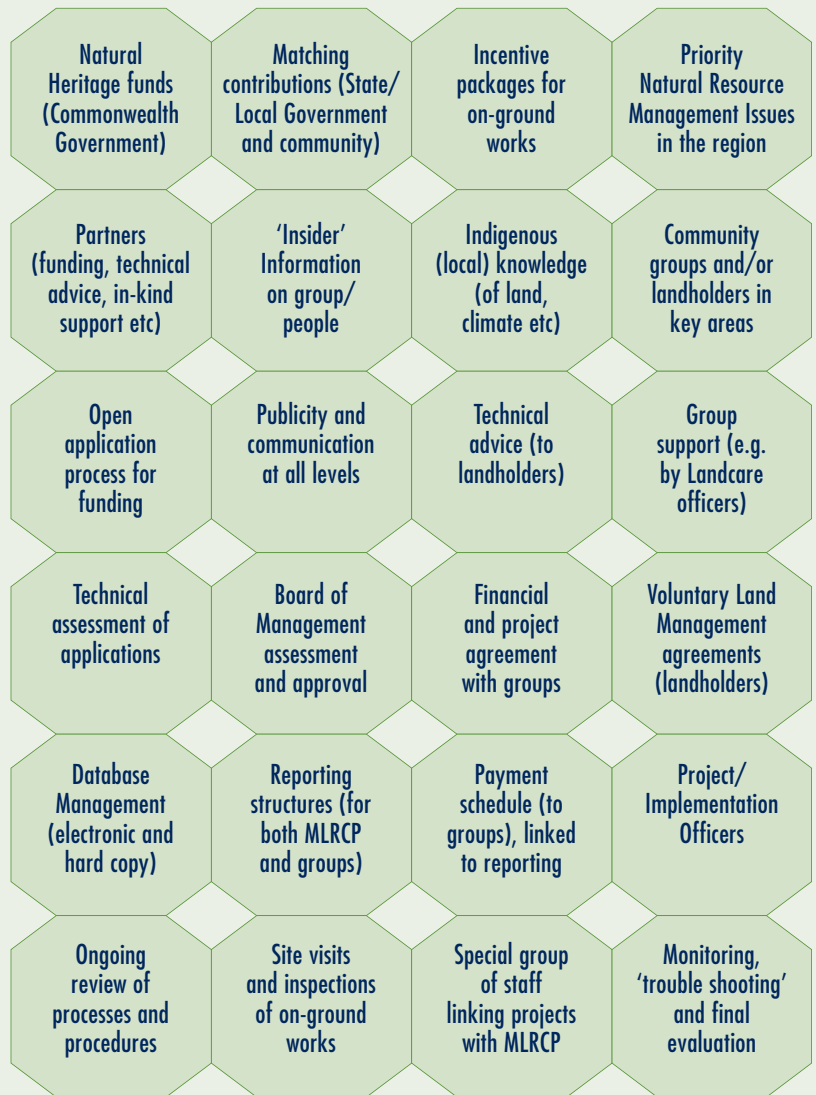 Natural
Heritage funds
(Commonwealth
Government)
Matching
contributions (State/
Local Government
and community)
Incentive
packages for
on-ground
works
Priority
Natural Resource
Management Issues
in the region
Partners
(funding, technical
advice, in-kind
support etc)
‘Insider’
Information
on group/
people
Indigenous
(local) knowledge
(of land,
climate etc)
Community
groups and/or
landholders in
key areas
Open
application
process for
funding
Publicity and
communication
at all levels
Technical
advice (to
landholders)
Group
support (e.g.
by Landcare
officers)
Technical
assessment of
applications
Board of
Management
assessment
and approval
Financial
and project
agreement
with groups
Voluntary Land
Management
agreements
(landholders)
Database
Management
(electronic and
hard copy)
Reporting
structures (for
both MLRCP
and groups)
Payment
schedule (to
groups), linked
to reporting
Project/
Implementation
Officers
Ongoing
review of
processes and
procedures
Site visits
and inspections
of on-ground
works
Special group
of staff
linking projects
with MLRCP
Monitoring,
‘trouble shooting’
and final
evaluation